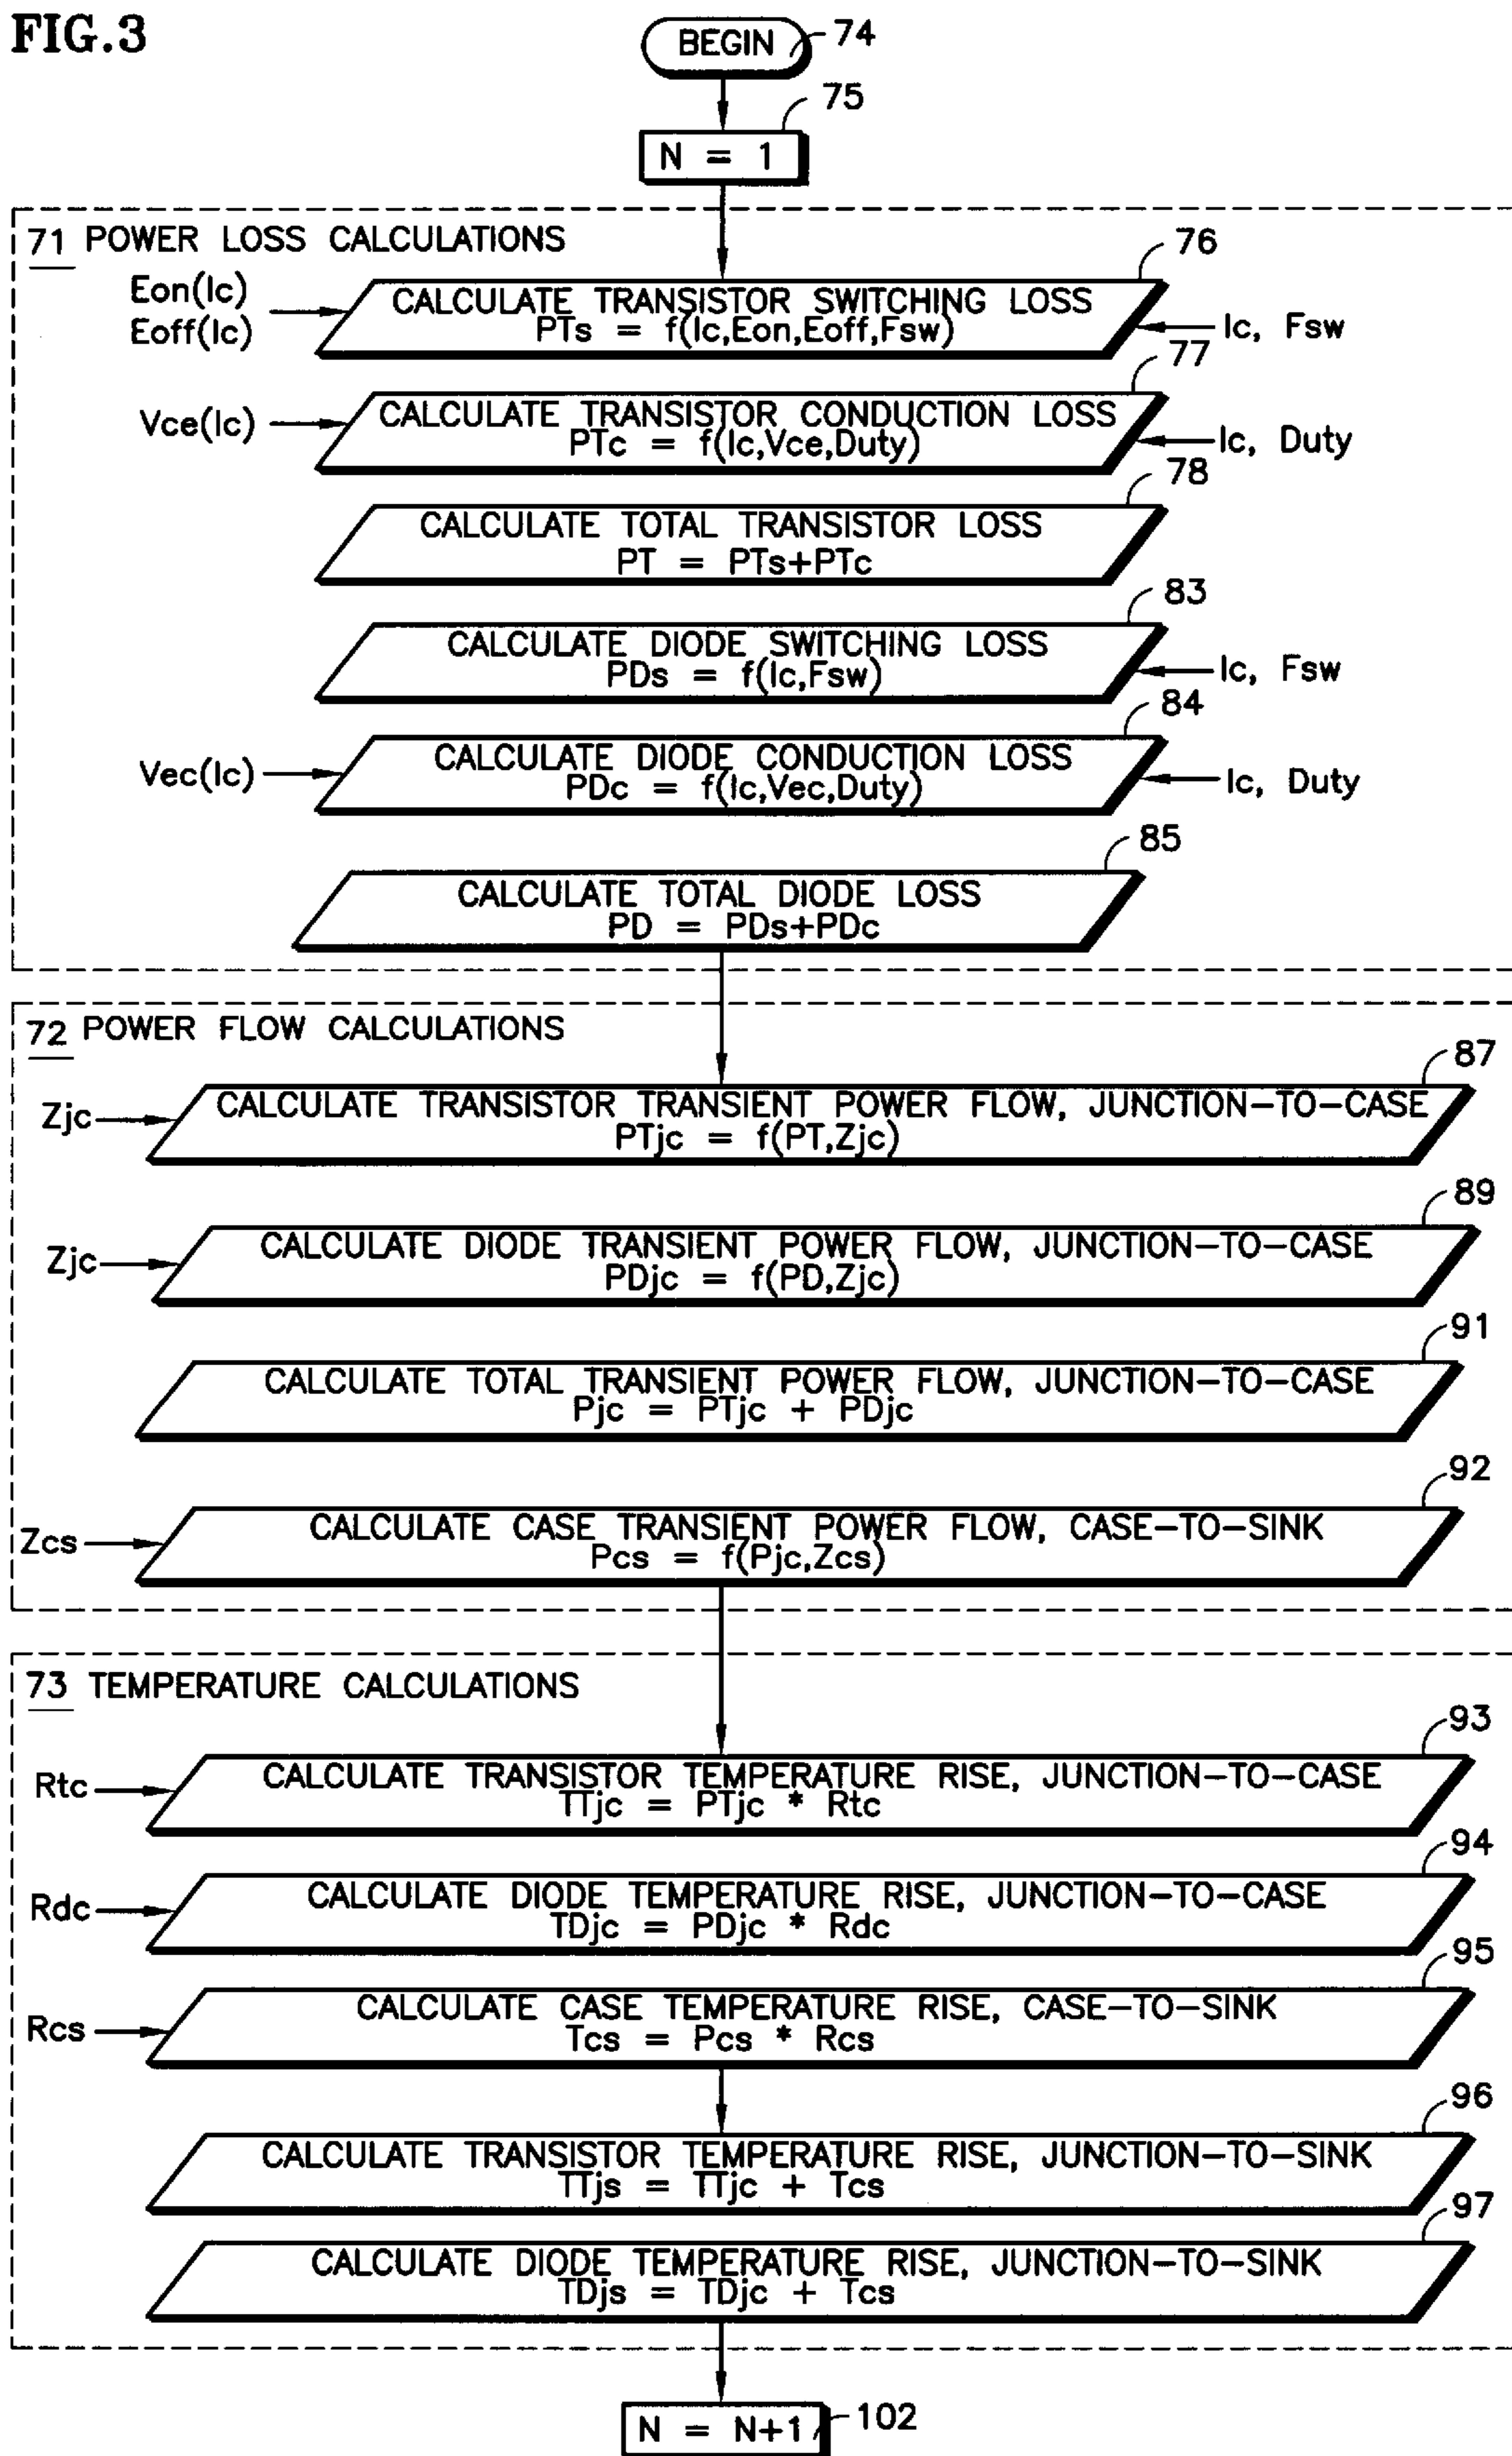 FIG.3
BEGIN
74
75
N = 1
71 POWER LOSS CALCULATIONS
76
Eon(Ic)
Eoff(Ic)
CALCULATE TRANSISTOR SWITCHING LOSS
PTs = f(Ic,Eon,Eoff,Fsw)
Ic, Fsw
77
Vce(Ic)
CALCULATE TRANSISTOR CONDUCTION LOSS
PTc = f(Ic,Vce,Duty)
Ic, Duty
78
CALCULATE TOTAL TRANSISTOR LOSS
PT = PTs+PTc
83
CALCULATE DIODE SWITCHING LOSS
PDs = f(Ic,Fsw)
Ic, Fsw
84
Vec(Ic)
CALCULATE DIODE CONDUCTION LOSS
PDc = f(Ic,Vec,Duty)
Ic, Duty
85
CALCULATE TOTAL DIODE LOSS
PD = PDs+PDc
72 POWER FLOW CALCULATIONS
87
Zjc
CALCULATE TRANSISTOR TRANSIENT POWER FLOW, JUNCTION-TO-CASE
PTjc = f(PT,Zjc)
89
Zjc
CALCULATE DIODE TRANSIENT POWER FLOW, JUNCTION-TO-CASE
PDjc = f(PD,Zjc)
91
CALCULATE TOTAL TRANSIENT POWER FLOW, JUNCTION-TO-CASE
Pjc = PTjc + PDjc
92
Zcs
CALCULATE CASE TRANSIENT POWER FLOW, CASE-TO-SINK
Pcs = f(Pjc,Zcs)
73 TEMPERATURE CALCULATIONS
93
Rtc
CALCULATE TRANSISTOR TEMPERATURE RISE, JUNCTION-TO-CASE
TTjc = PTjc * Rtc
94
Rdc
CALCULATE DIODE TEMPERATURE RISE, JUNCTION-TO-CASE
TDjc = PDjc * Rdc
95
Rcs
CALCULATE CASE TEMPERATURE RISE, CASE-TO-SINK
Tcs = Pcs * Rcs
96
CALCULATE TRANSISTOR TEMPERATURE RISE, JUNCTION-TO-SINK
TTjs = TTjc + Tcs
97
CALCULATE DIODE TEMPERATURE RISE, JUNCTION-TO-SINK
TDjs = TDjc + Tcs
N = N+1
102